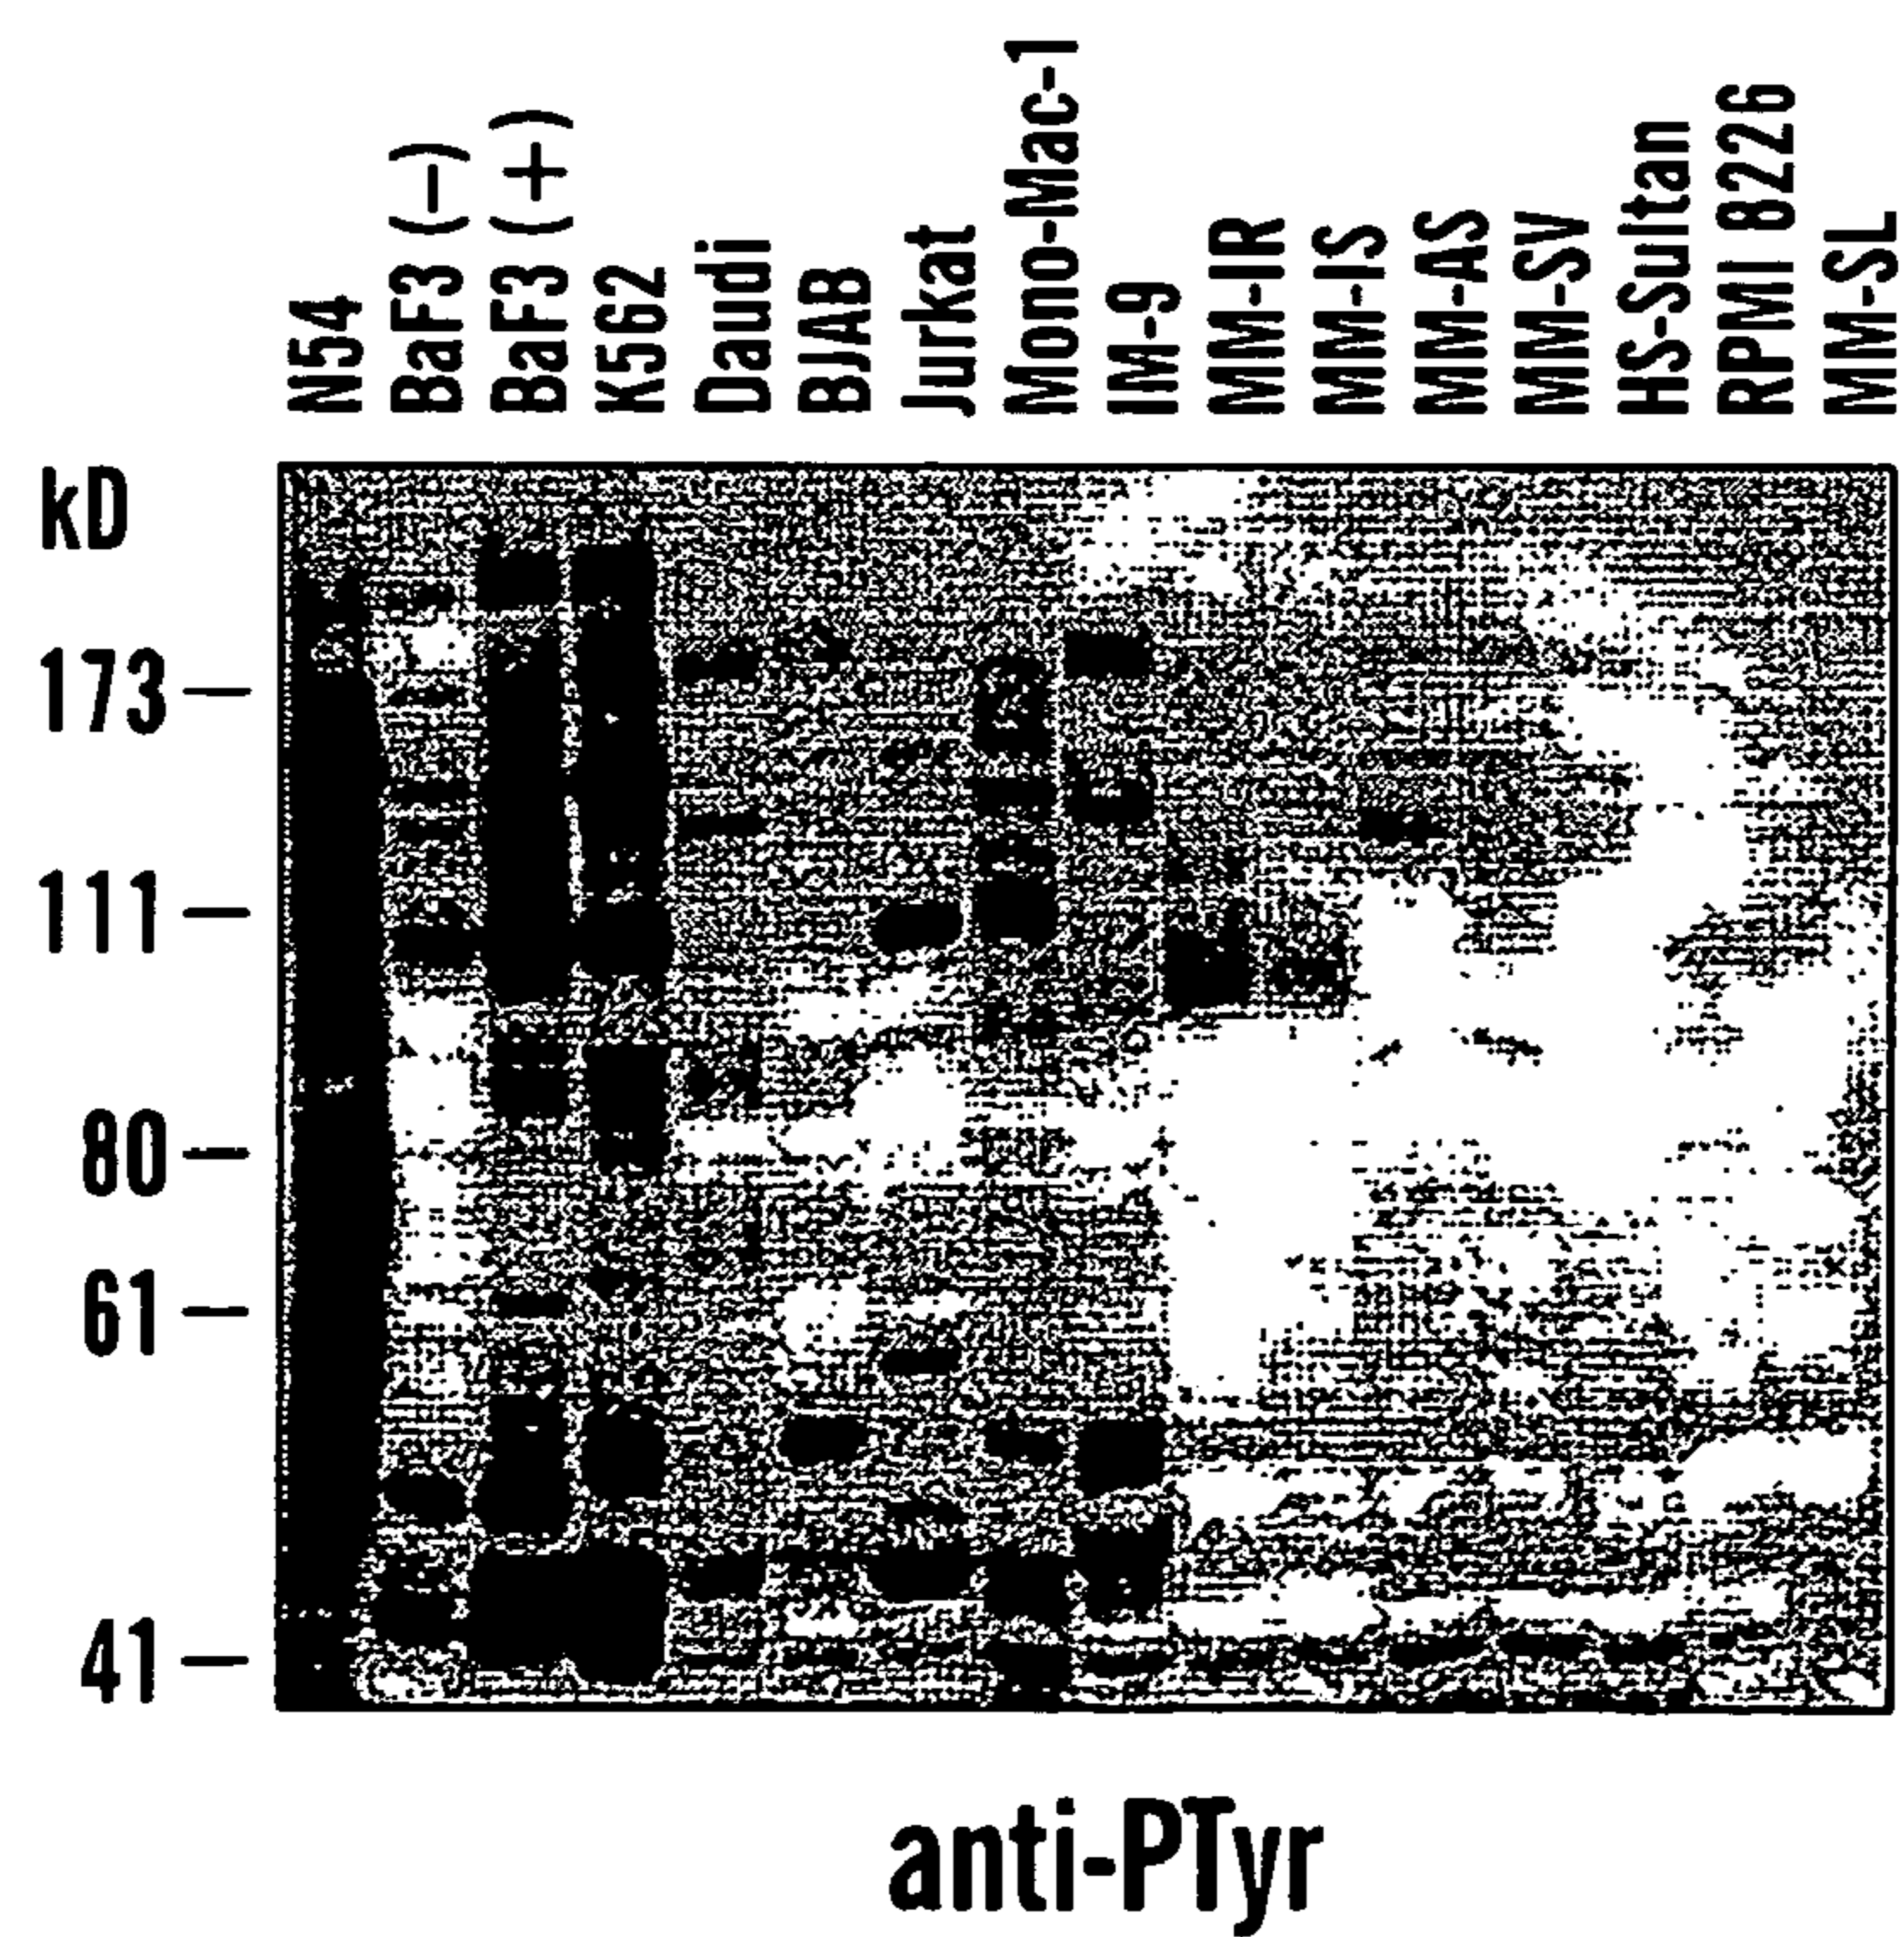 N54
BaF3 (-)
BaF3 (+)
K562
Daudi
BJAB
Jurkat
Mono-Mac-1
IM-9
MM-IR
MM-IS
MM-AS
MM-SV
HS-Sultan
RPMI 8226
MM-SL
kD
173
111
80
61
41
anti-PTyr